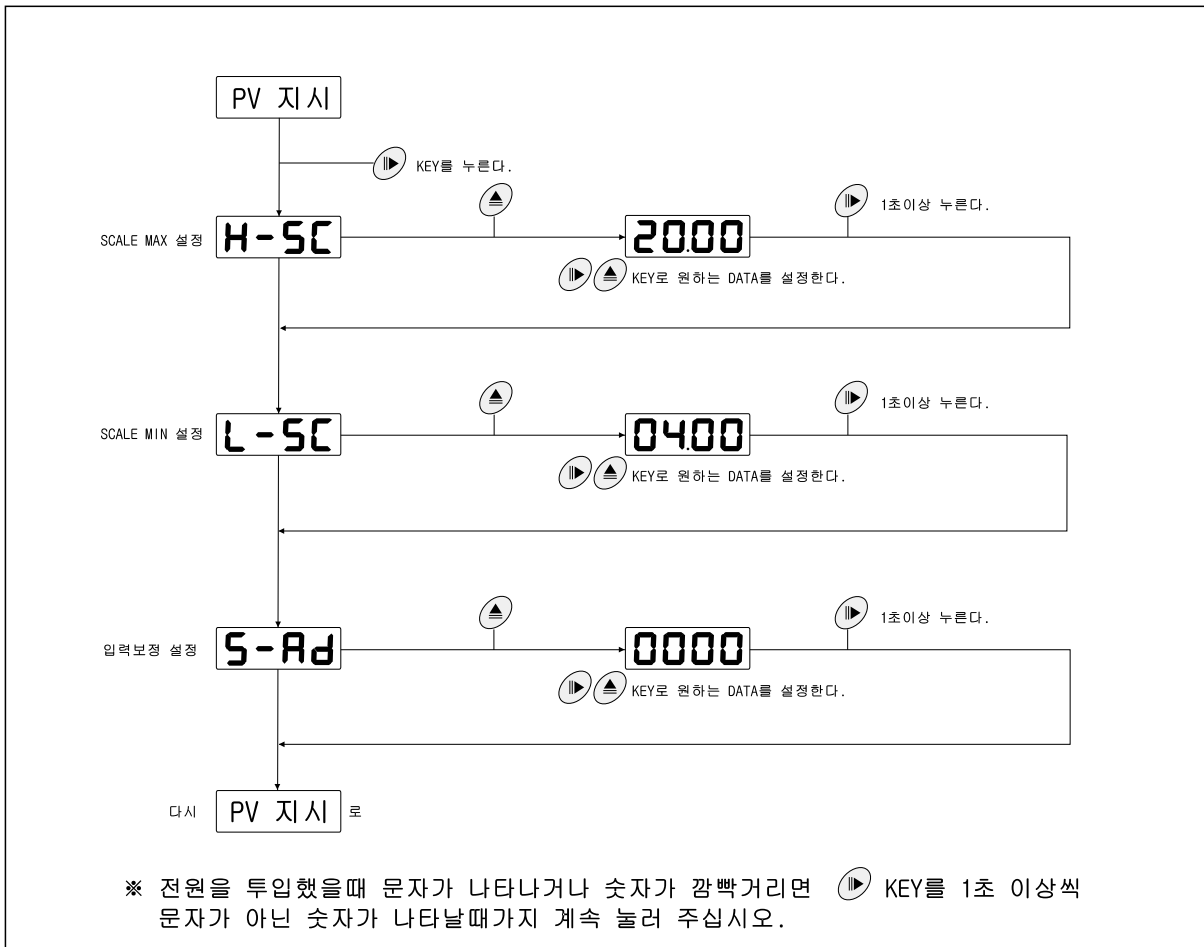 PV 지시
KEY를 누른다.
1초이상 누른다.
SCALE MAX 설정
H-SC
20.00
KEY로 원하는 DATA를 설정한다.
1초이상 누른다.
SCALE MIN 설정
L-SC
04.00
KEY로 원하는 DATA를 설정한다.
1초이상 누른다.
입력보정 설정
S-Ad
0000
KEY로 원하는 DATA를 설정한다.
다시 PV 지시 로
※ 전원을 투입했을때 문자가 나타나거나 숫자가 깜빡거리면 KEY를 1초 이상씩
문자가 아닌 숫자가 나타날때가지 계속 눌러 주십시오.